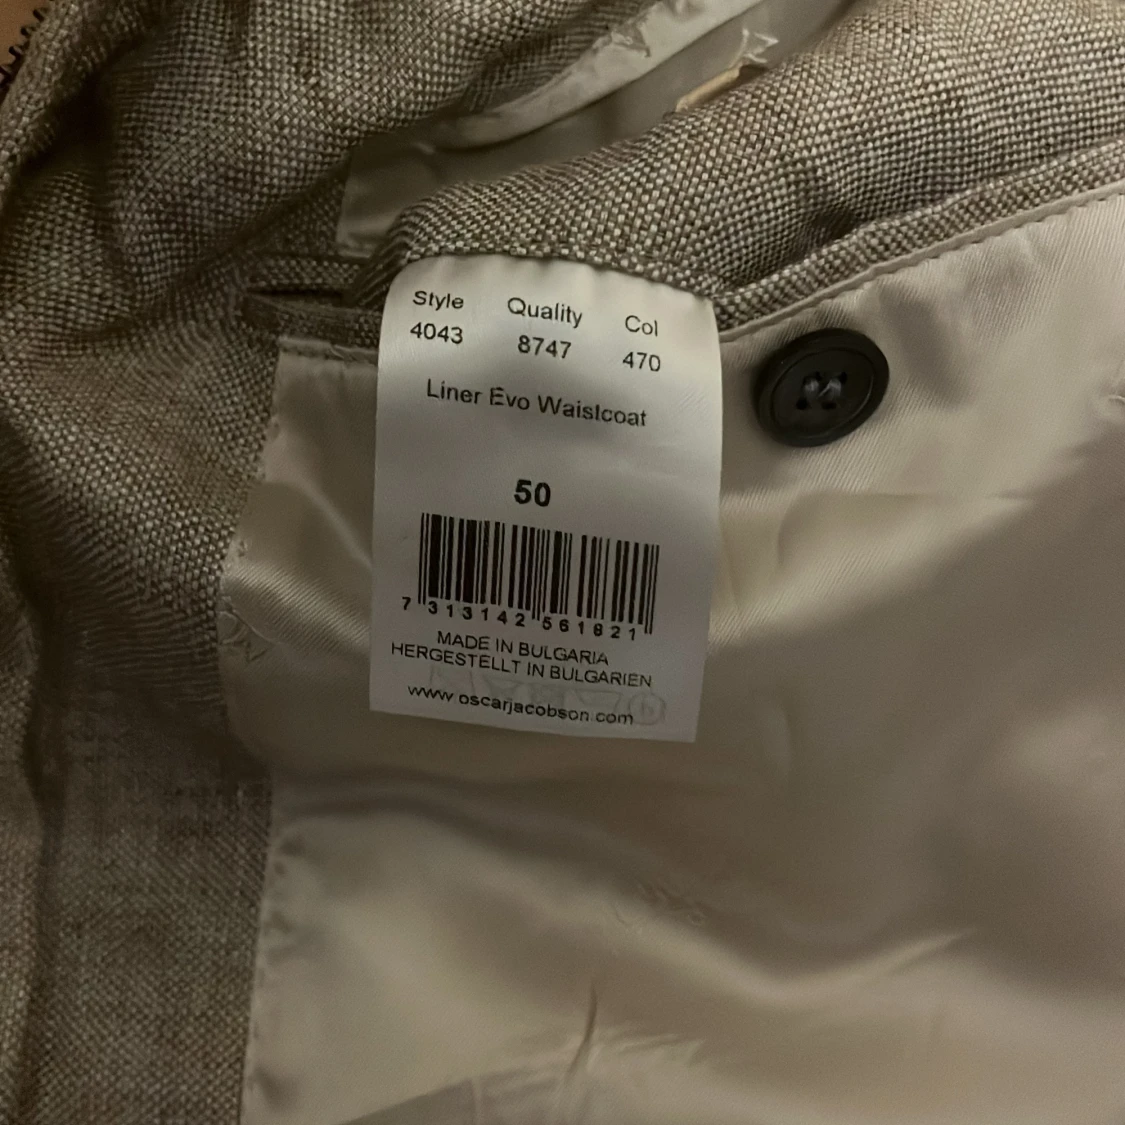 Style Quality Col
4043 8747 470
Liner Evo Waistcoat
50
7 313142 561821
MADE IN BULGARIA
HERGESTELLT IN BULGARIEN
www.oscarjacobson.com